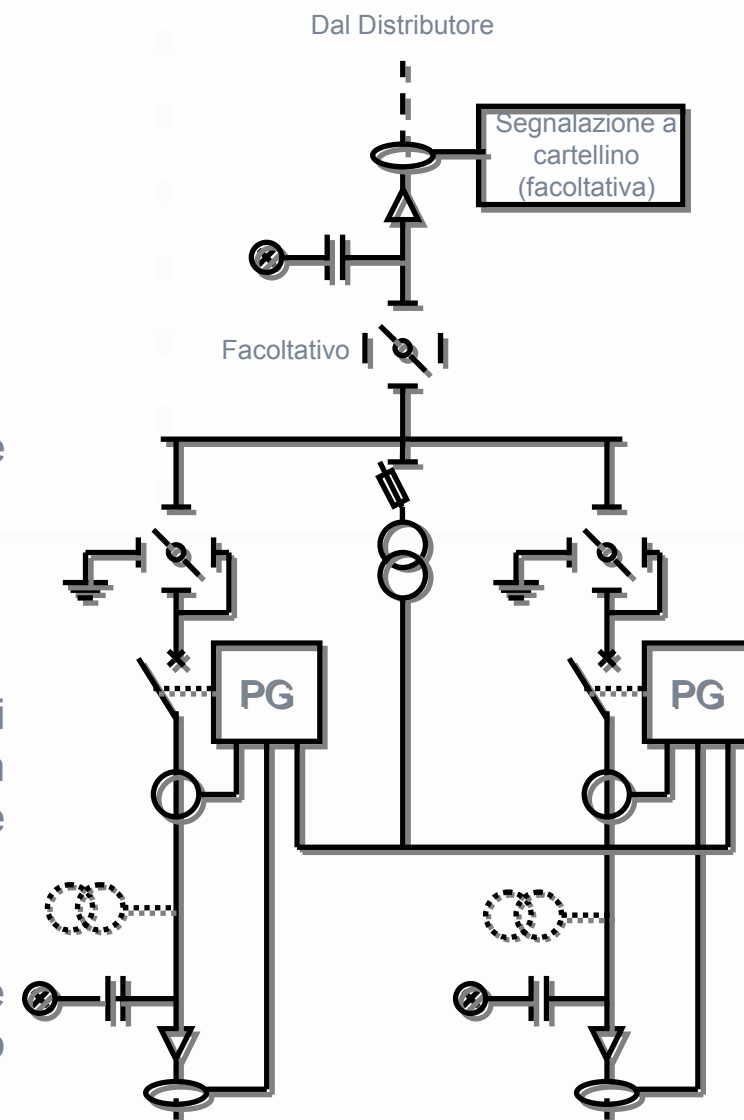 Dal Distributore
Segnalazione a
cartellino
(facoltativa)
Facoltativo
PG
PG